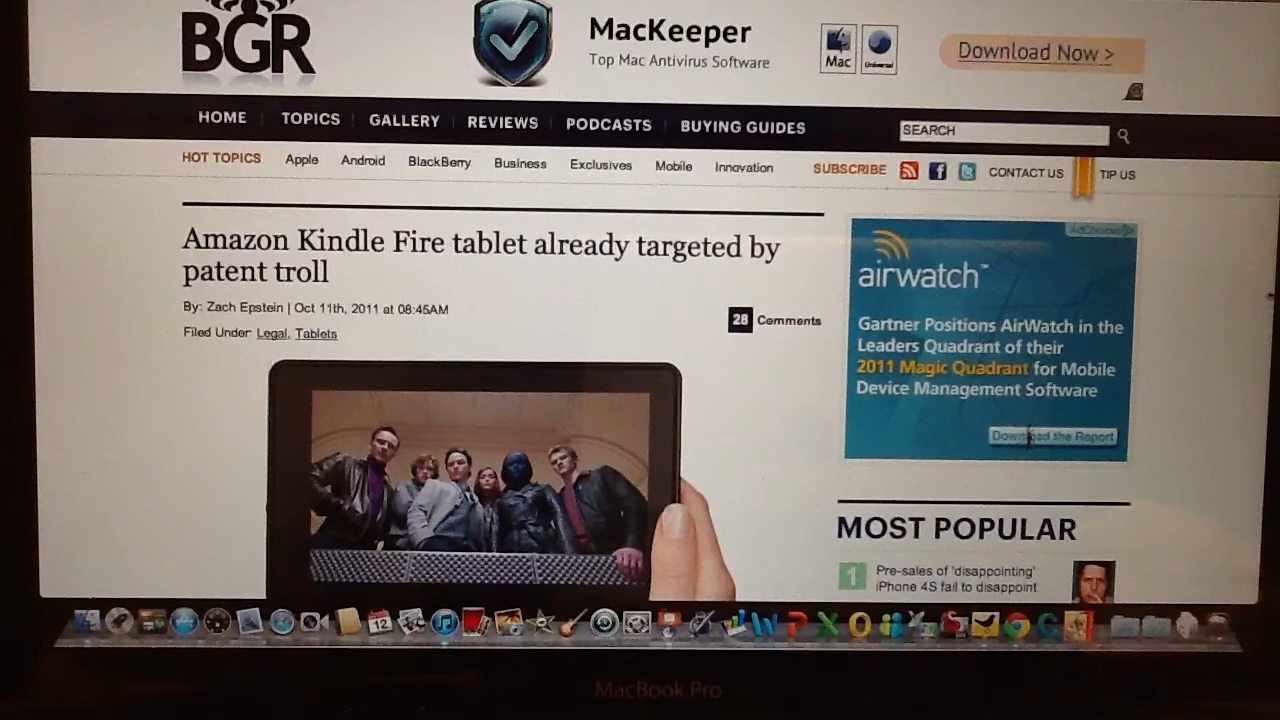 BGR
MacKeeper
Top Mac Antivirus Software
Mac
Universal
Download Now >
HOME
TOPICS
GALLERY
REVIEWS
PODCASTS
BUYING GUIDES
SEARCH
HOT TOPICS
Apple
Android
BlackBerry
Business
Exclusives
Mobile
Innovation
SUBSCRIBE
CONTACT US
TIP US
Amazon Kindle Fire tablet already targeted by
patent troll
By: Zach Epstein | Oct 11th, 2011 at 08:45AM
28 Comments
Filed Under: Legal, Tablets
AdChoices
airwatch™
Gartner Positions AirWatch in the
Leaders Quadrant of their
2011 Magic Quadrant for Mobile
Device Management Software
Download the Report
MOST POPULAR
1
Pre-sales of 'disappointing'
iPhone 4S fail to disappoint
12
MacBook Pro